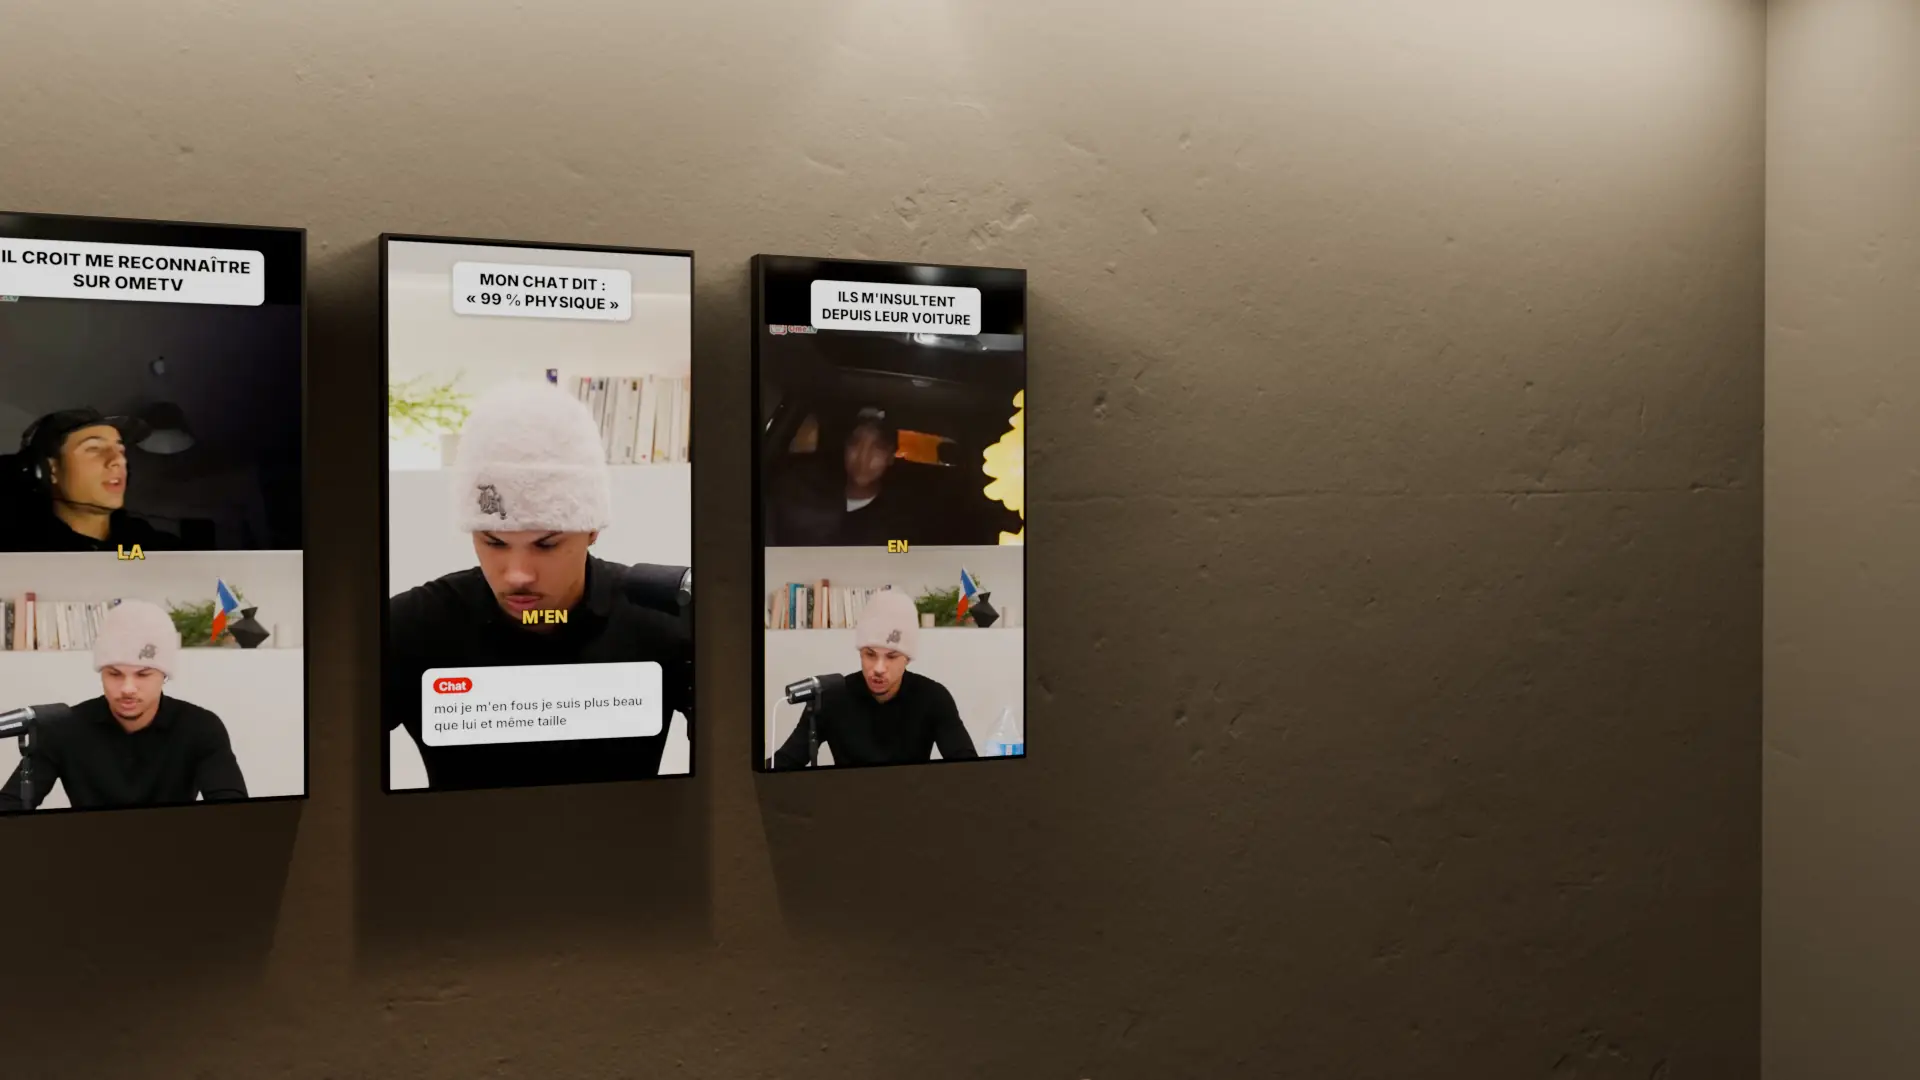 IL CROIT ME RECONNAÎTRE
SUR OMETV
LA
MON CHAT DIT :
« 99 % PHYSIQUE »
M'EN
Chat
moi je m'en fous je suis plus beau
que lui et même taille
ILS M'INSULTENT
DEPUIS LEUR VOITURE
EN